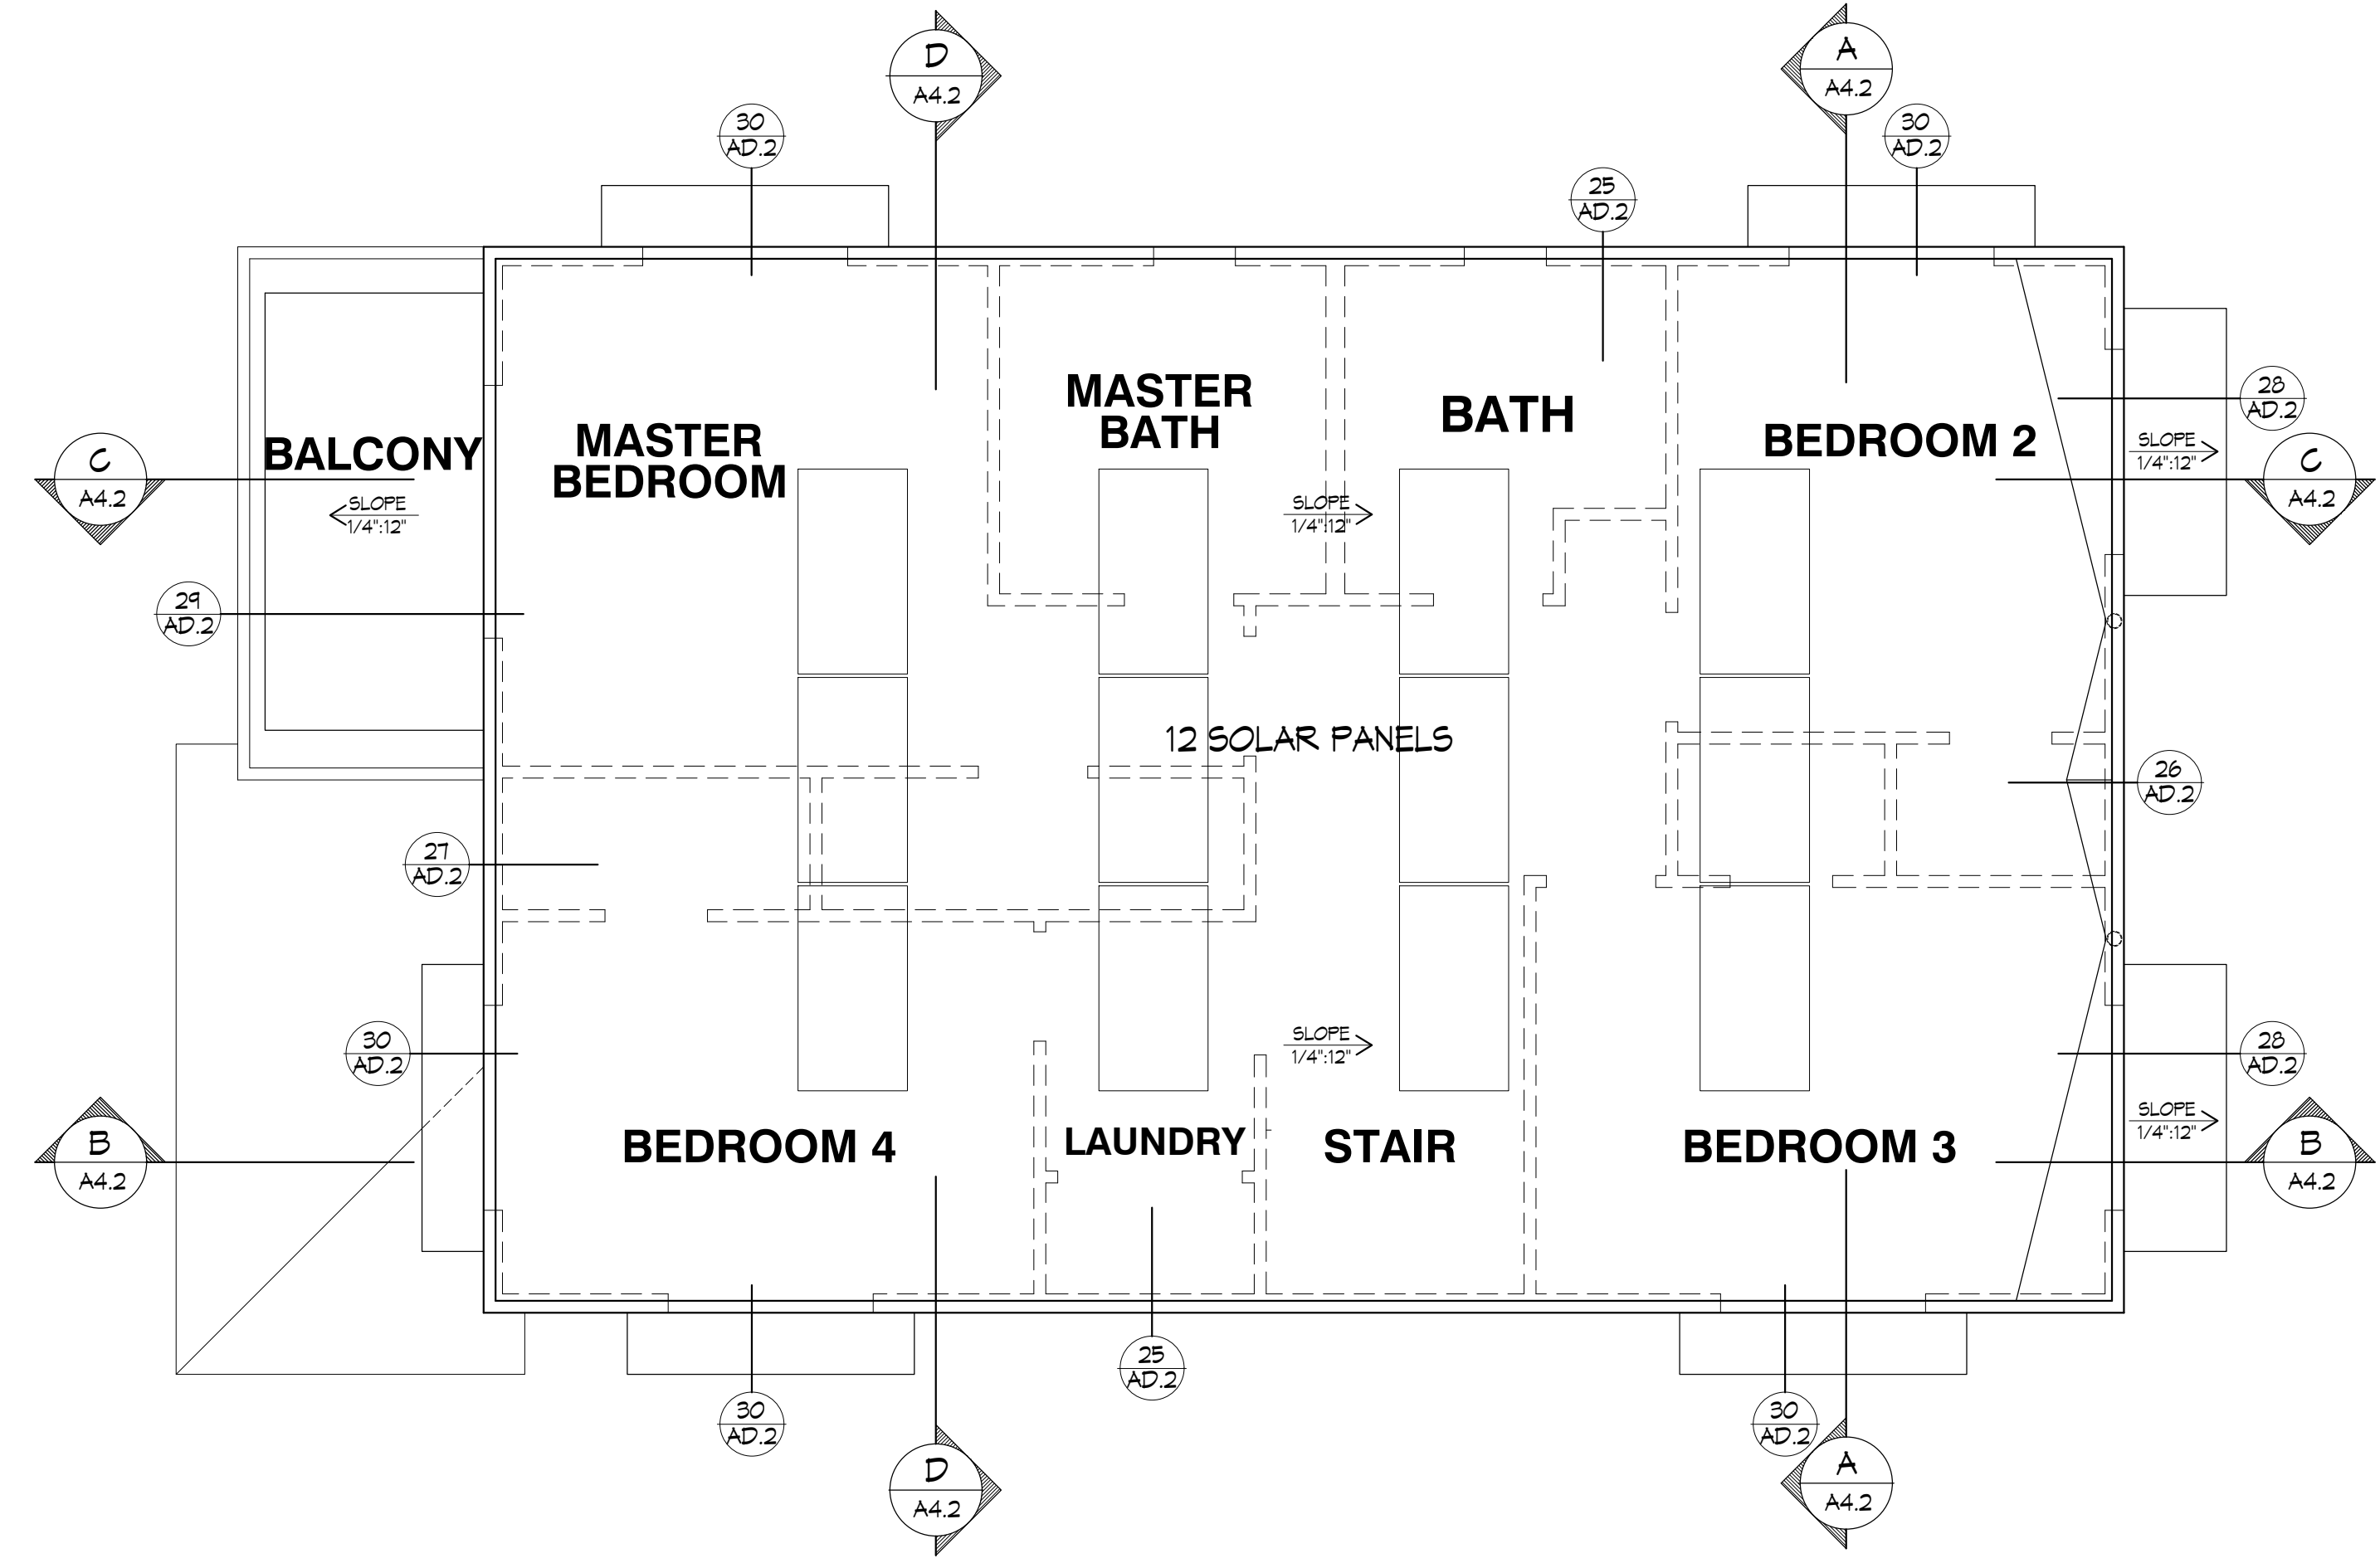 D
A4.2
A
A4.2
30
AD.2
30
AD.2
25
AD.2
MASTER
BATH
BATH
28
AD.2
BALCONY
MASTER
BEDROOM
BEDROOM 2
SLOPE
1/4":12"
C
A4.2
C
A4.2
SLOPE
1/4":12"
SLOPE
1/4":12"
29
AD.2
12 SOLAR PANELS
26
AD.2
27
AD.2
30
AD.2
SLOPE
1/4":12"
28
AD.2
SLOPE
1/4":12"
B
A4.2
BEDROOM 4
LAUNDRY
STAIR
BEDROOM 3
B
A4.2
25
AD.2
30
AD.2
30
AD.2
D
A4.2
A
A4.2